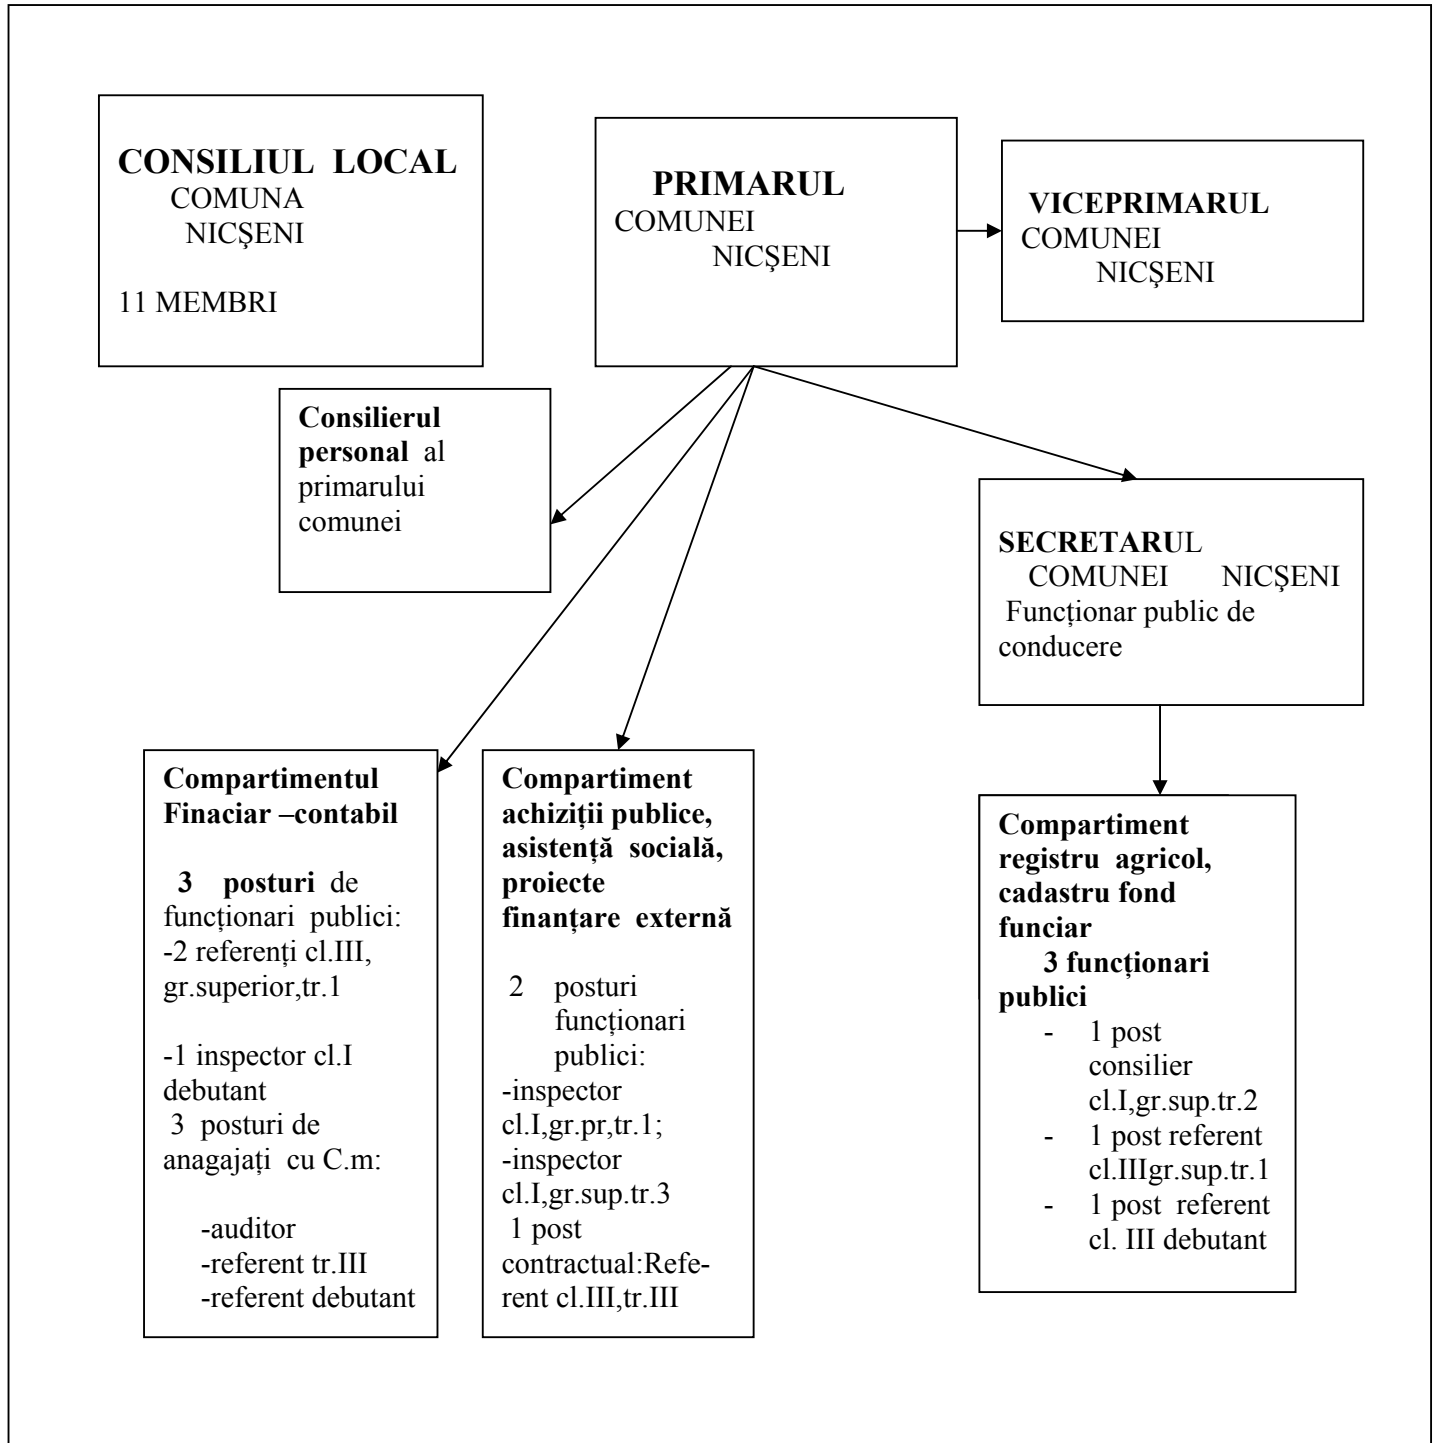 CONSILIUL LOCAL
COMUNA
NICŞENI
11 MEMBRI
PRIMARUL
COMUNEI
NICŞENI
VICEPRIMARUL
COMUNEI
NICŞENI
Consilierul
personal al
primarului
comunei
SECRETARUL
COMUNEI NICŞENI
Funcționar public de
conducere
Compartimentul
Finaciar –contabil
3 posturi de
funcționari publici:
-2 referenți cl.III,
gr.superior,tr.1
-1 inspector cl.I
debutant
3 posturi de
anagajați cu C.m:
-auditor
-referent tr.III
-referent debutant
Compartiment
achiziții publice,
asistență socială,
proiecte
finanțare externă
2 posturi
funcționari
publici:
-inspector
cl.I,gr.pr,tr.1;
-inspector
cl.I,gr.sup.tr.3
1 post
contractual:Refe-
rent cl.III,tr.III
Compartiment
registru agricol,
cadastru fond
funciar
3 funcționari
publici
- 1 post
consilier
cl.I,gr.sup.tr.2
- 1 post referent
cl.IIIgr.sup.tr.1
- 1 post referent
cl. III debutant